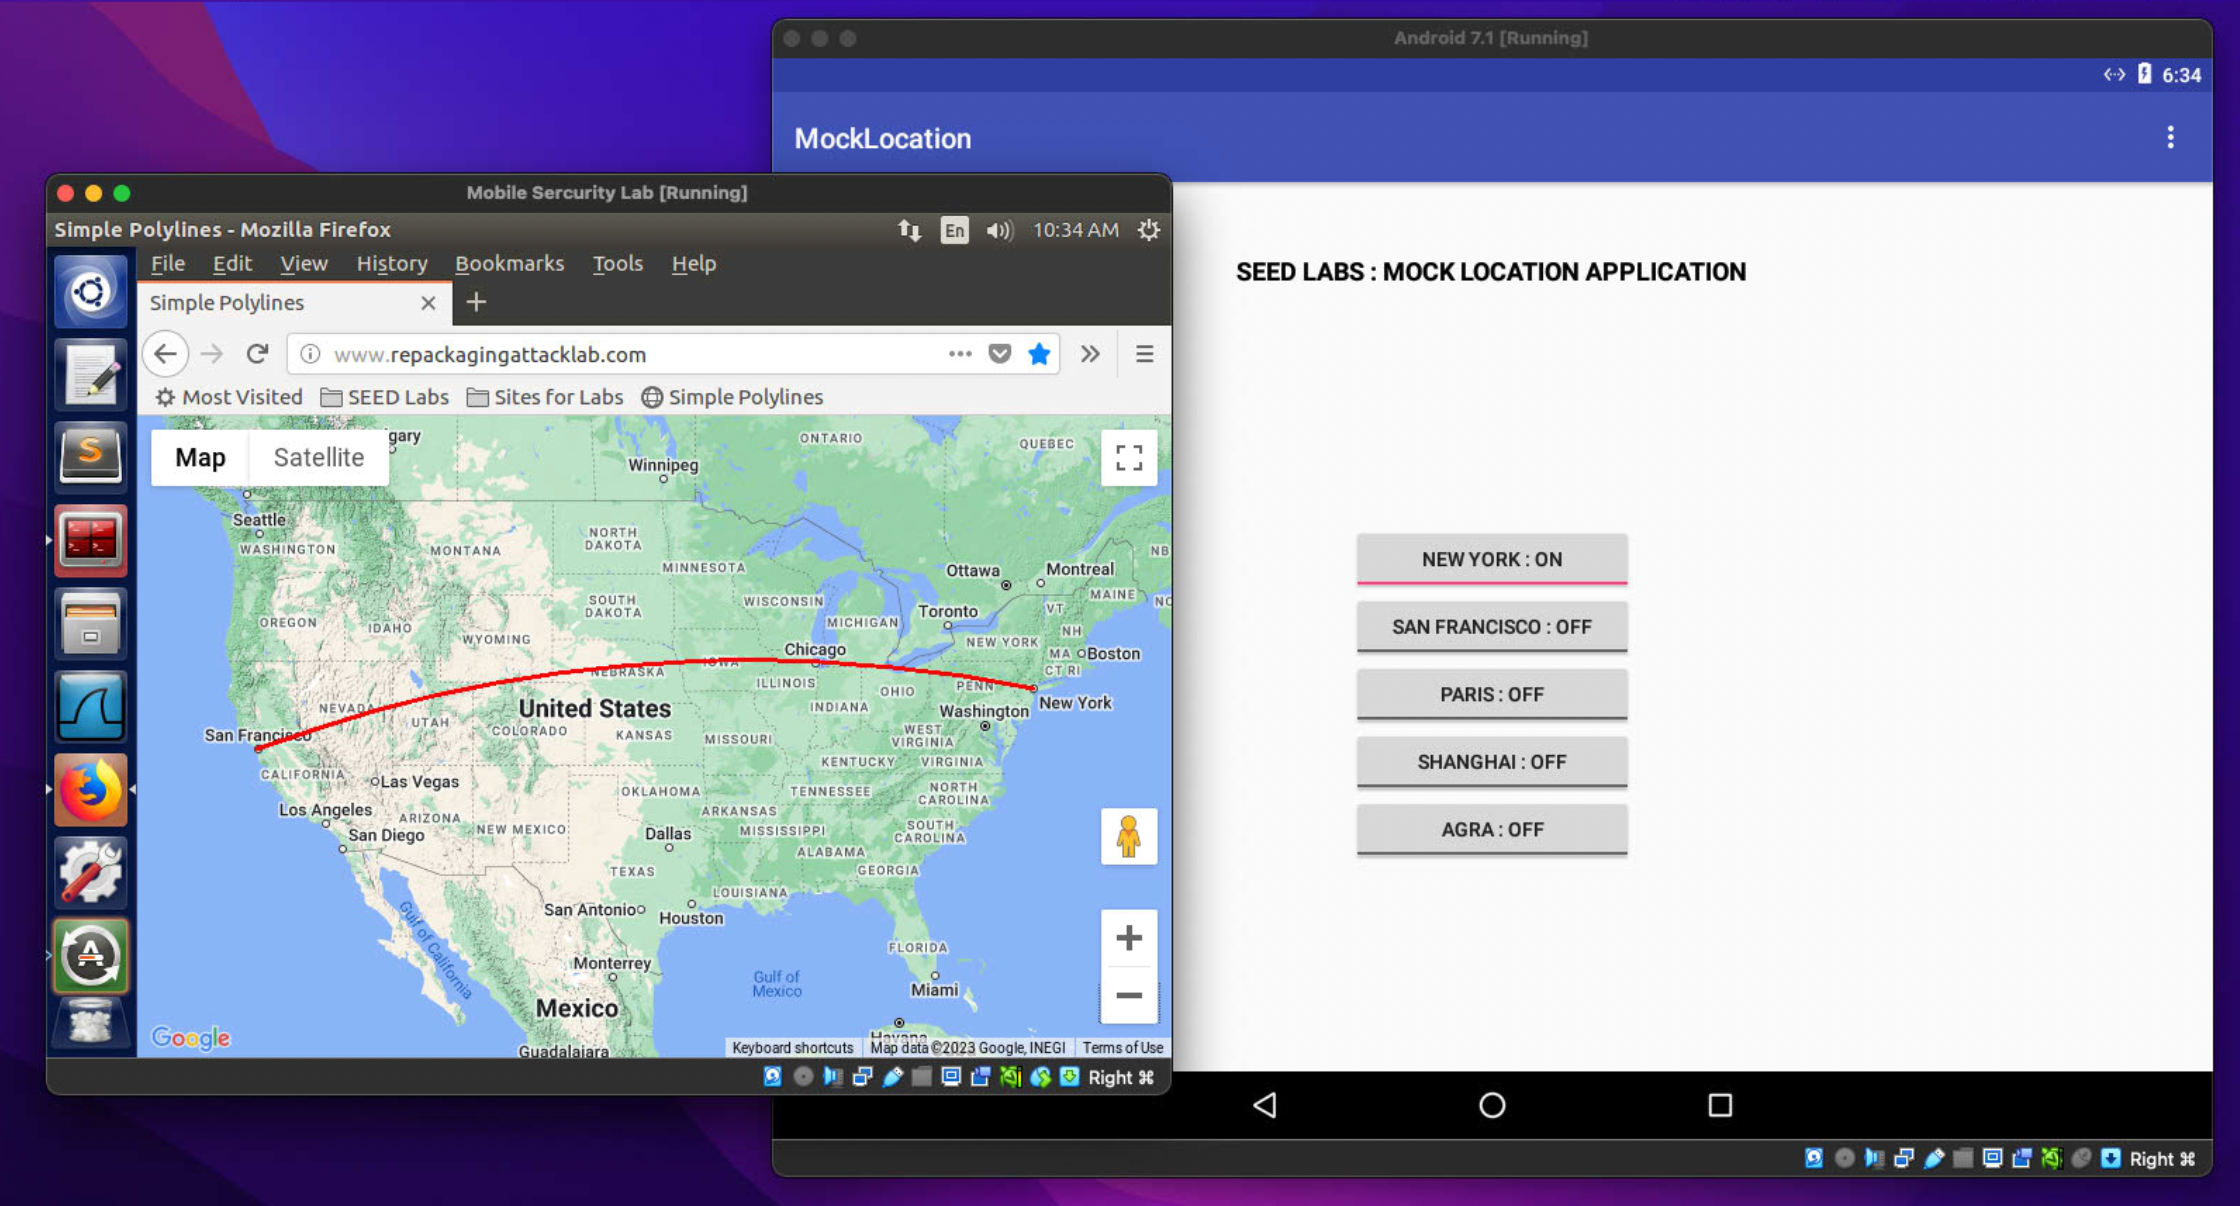 Android 7.1 [Running]
6:34
MockLocation
SEED LABS : MOCK LOCATION APPLICATION
NEW YORK : ON
SAN FRANCISCO : OFF
PARIS : OFF
SHANGHAI : OFF
AGRA : OFF
Right ⌘
Mobile Sercurity Lab [Running]
Simple Polylines - Mozilla Firefox
En
10:34 AM
File Edit View History Bookmarks Tools Help
Simple Polylines
www.repackagingattacklab.com
Most Visited SEED Labs Sites for Labs Simple Polylines
Map Satellite
gary
ONTARIO
QUEBEC
Winnipeg
Seattle
WASHINGTON
MONTANA
NORTH
DAKOTA
MINNESOTA
NB
Ottawa
Montreal
SOUTH
DAKOTA
WISCONSIN
MICHIGAN
Toronto
VT
MAINE
NO
OREGON
IDAHO
WYOMING
Chicago
NEW YORK
NH
MA
Boston
CT RI
IOWA
NEBRASKA
ILLINOIS
OHIO
PENN
NEVADA
UTAH
United States
INDIANA
Washington
New York
San Francisco
COLORADO
KANSAS
MISSOURI
WEST
VIRGINIA
CALIFORNIA
Las Vegas
KENTUCKY
VIRGINIA
Los Angeles
ARIZONA
NEW MEXICO
OKLAHOMA
TENNESSEE
NORTH
CAROLINA
San Diego
Dallas
ARKANSAS
MISSISSIPPI
SOUTH
CAROLINA
ALABAMA
TEXAS
GEORGIA
LOUISIANA
San Antonio
Houston
Gulf of California
FLORIDA
Monterrey
Gulf of
Mexico
Miami
Mexico
Havana
Guadalajara
Google
Keyboard shortcuts Map data ©2023 Google, INEGI Terms of Use
Right ⌘